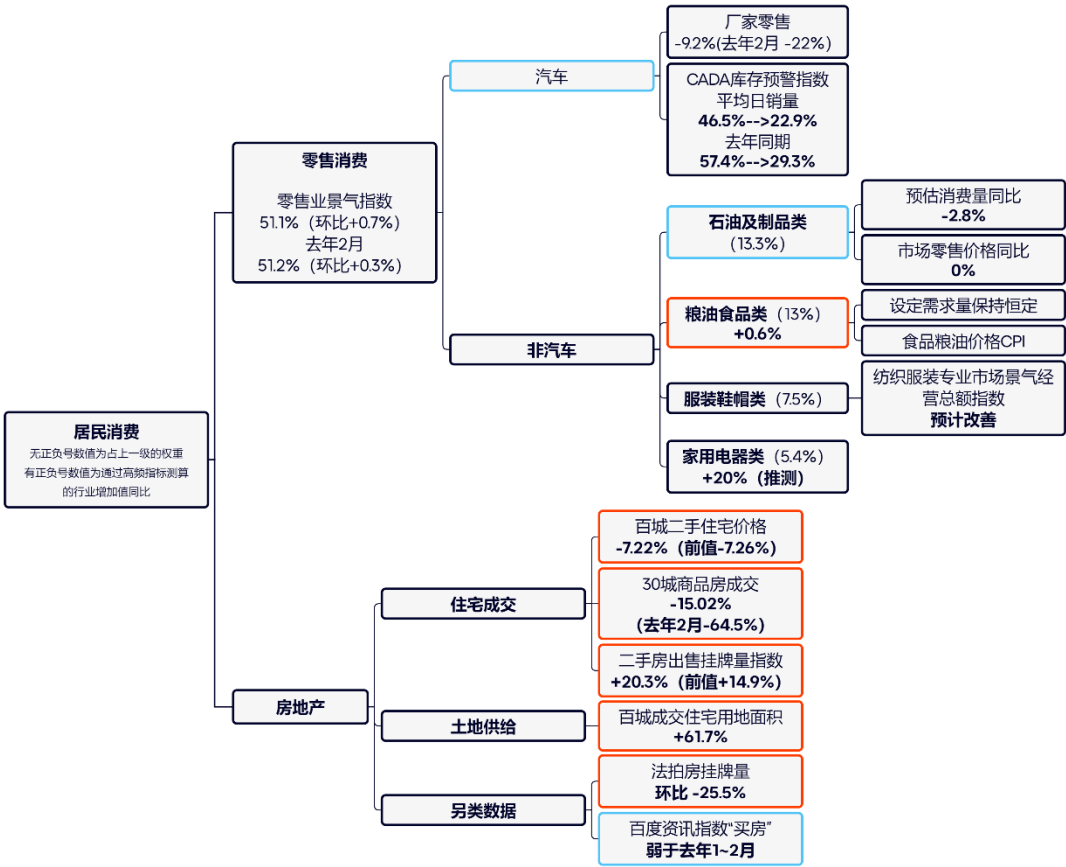 居民消费
无正负号数值为占上一级的权重
有正负号数值为通过高频指标测算
的行业增加值同比
零售消费
零售业景气指数
51.1%（环比+0.7%）
去年2月
51.2%（环比+0.3%）
汽车
厂家零售
-9.2%(去年2月 -22%）
CADA库存预警指数
平均日销量
46.5%-->22.9%
去年同期
57.4%-->29.3%
非汽车
石油及制品类
（13.3%）
预估消费量同比
-2.8%
市场零售价格同比
0%
粮油食品类（13%）
+0.6%
设定需求量保持恒定
食品粮油价格CPI
服装鞋帽类（7.5%）
纺织服装专业市场景气经
营总额指数
预计改善
家用电器类（5.4%）
+20%（推测）
房地产
住宅成交
百城二手住宅价格
-7.22%（前值-7.26%）
30城商品房成交
-15.02%
（去年2月-64.5%）
二手房出售挂牌量指数
+20.3%（前值+14.9%）
土地供给
百城成交住宅用地面积
+61.7%
另类数据
法拍房挂牌量
环比 -25.5%
百度资讯指数“买房”
弱于去年1~2月